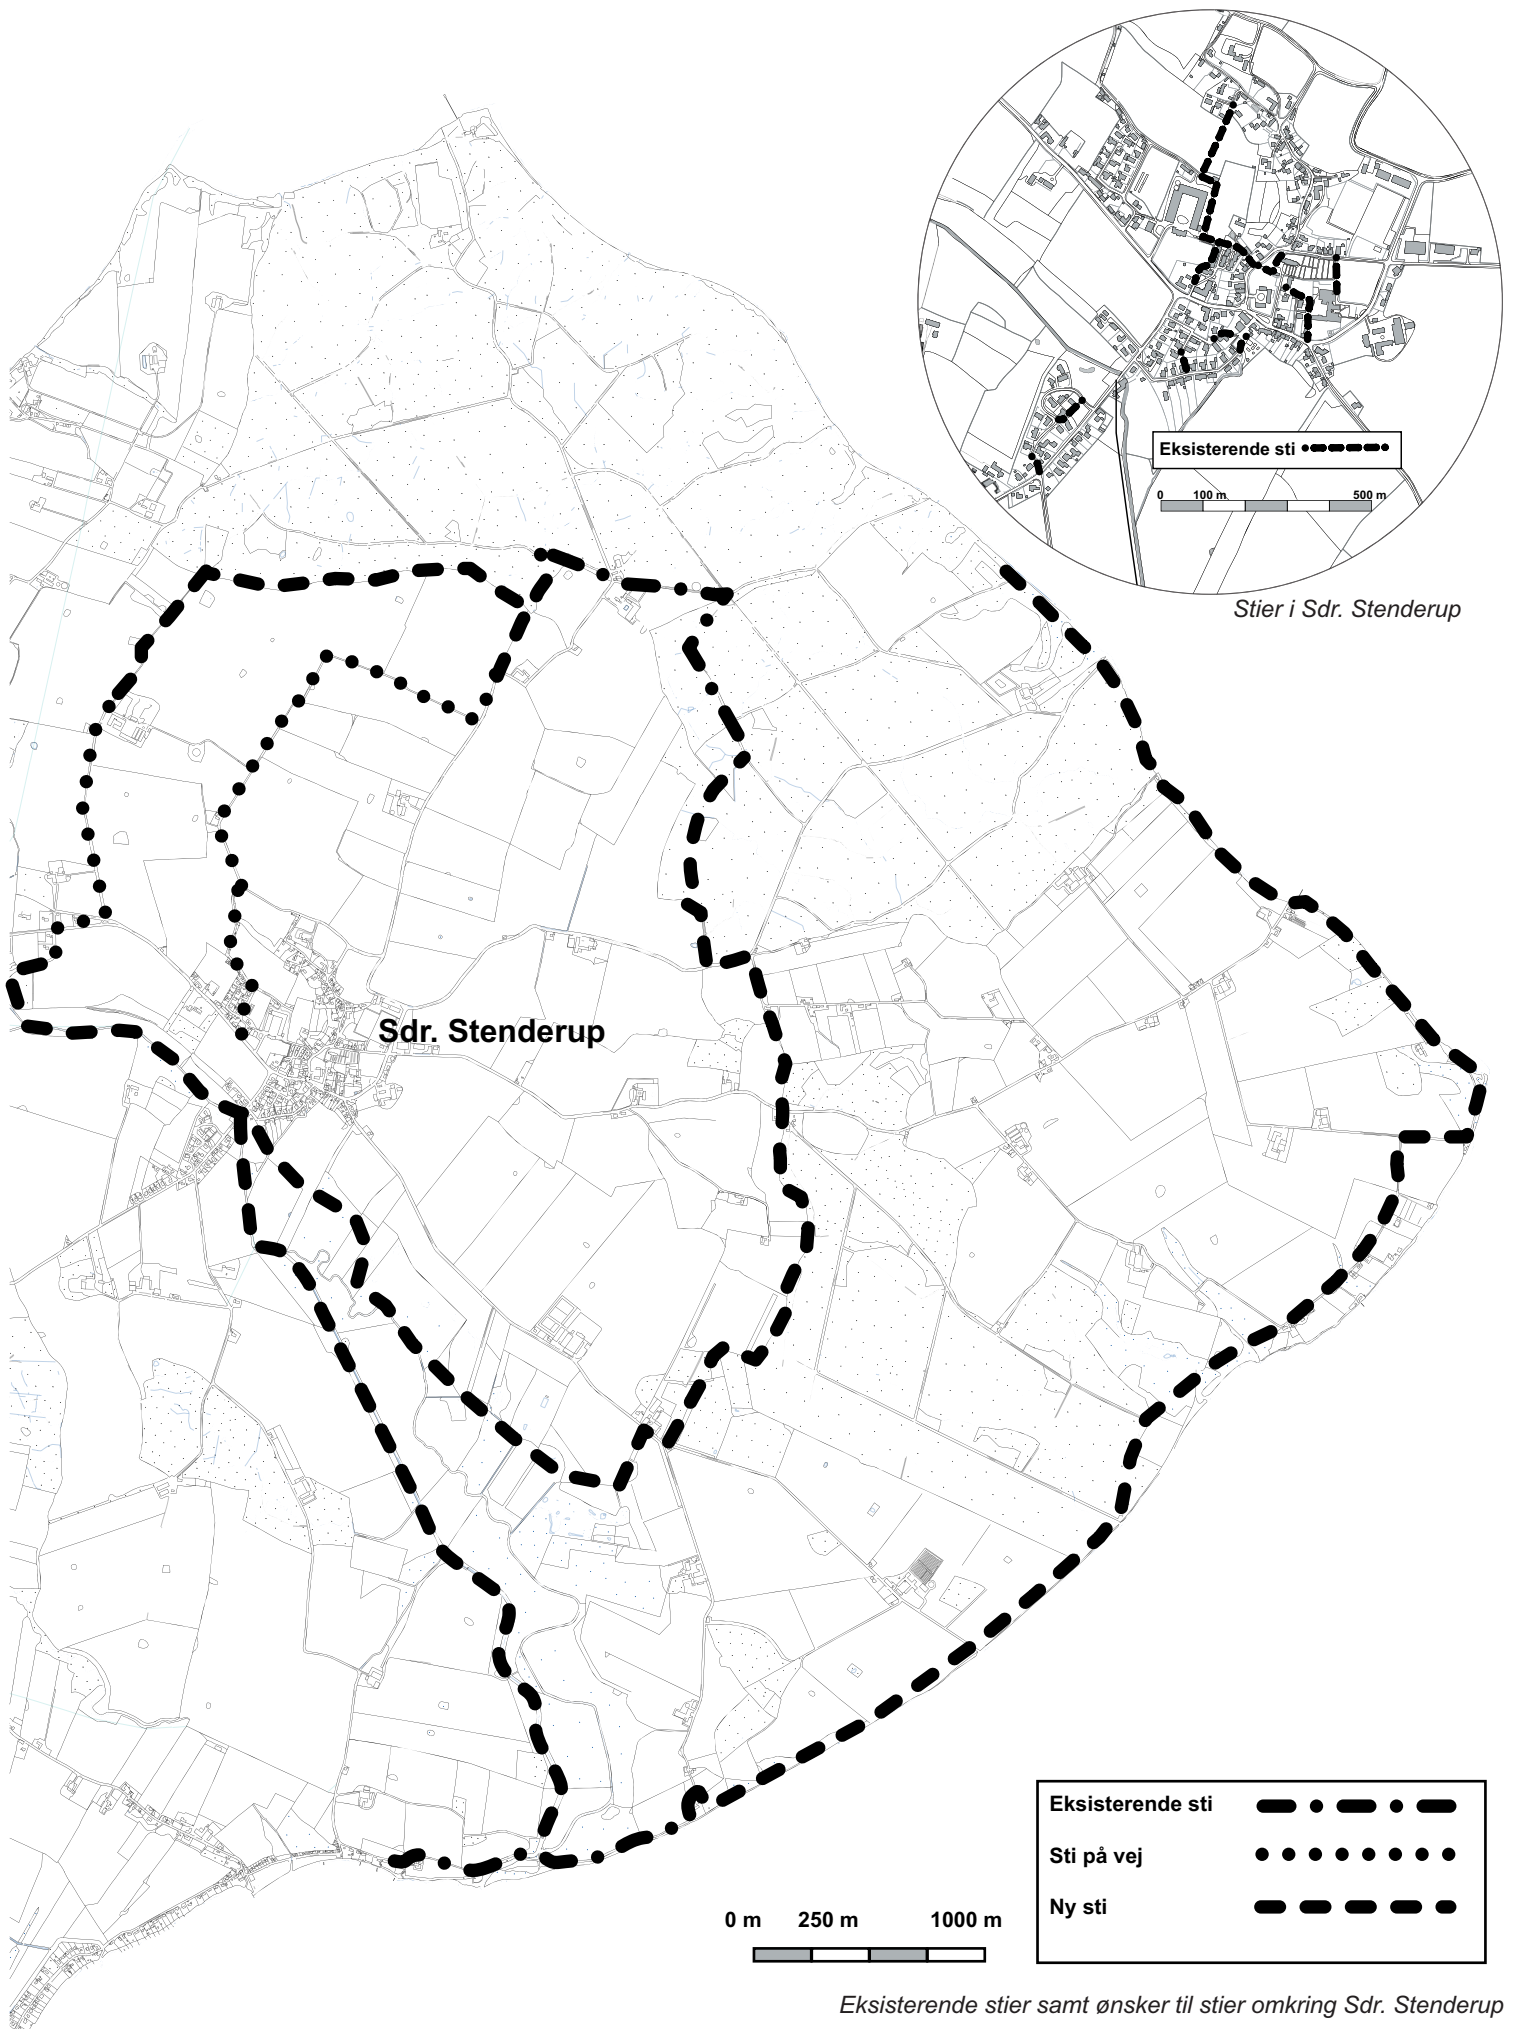 Eksisterende sti
0 100 m 500 m
Stier i Sdr. Stenderup
Sdr. Stenderup
Eksisterende sti
Sti på vej
Ny sti
0 m 250 m 1000 m
Eksisterende stier samt ønsker til stier omkring Sdr. Stenderup